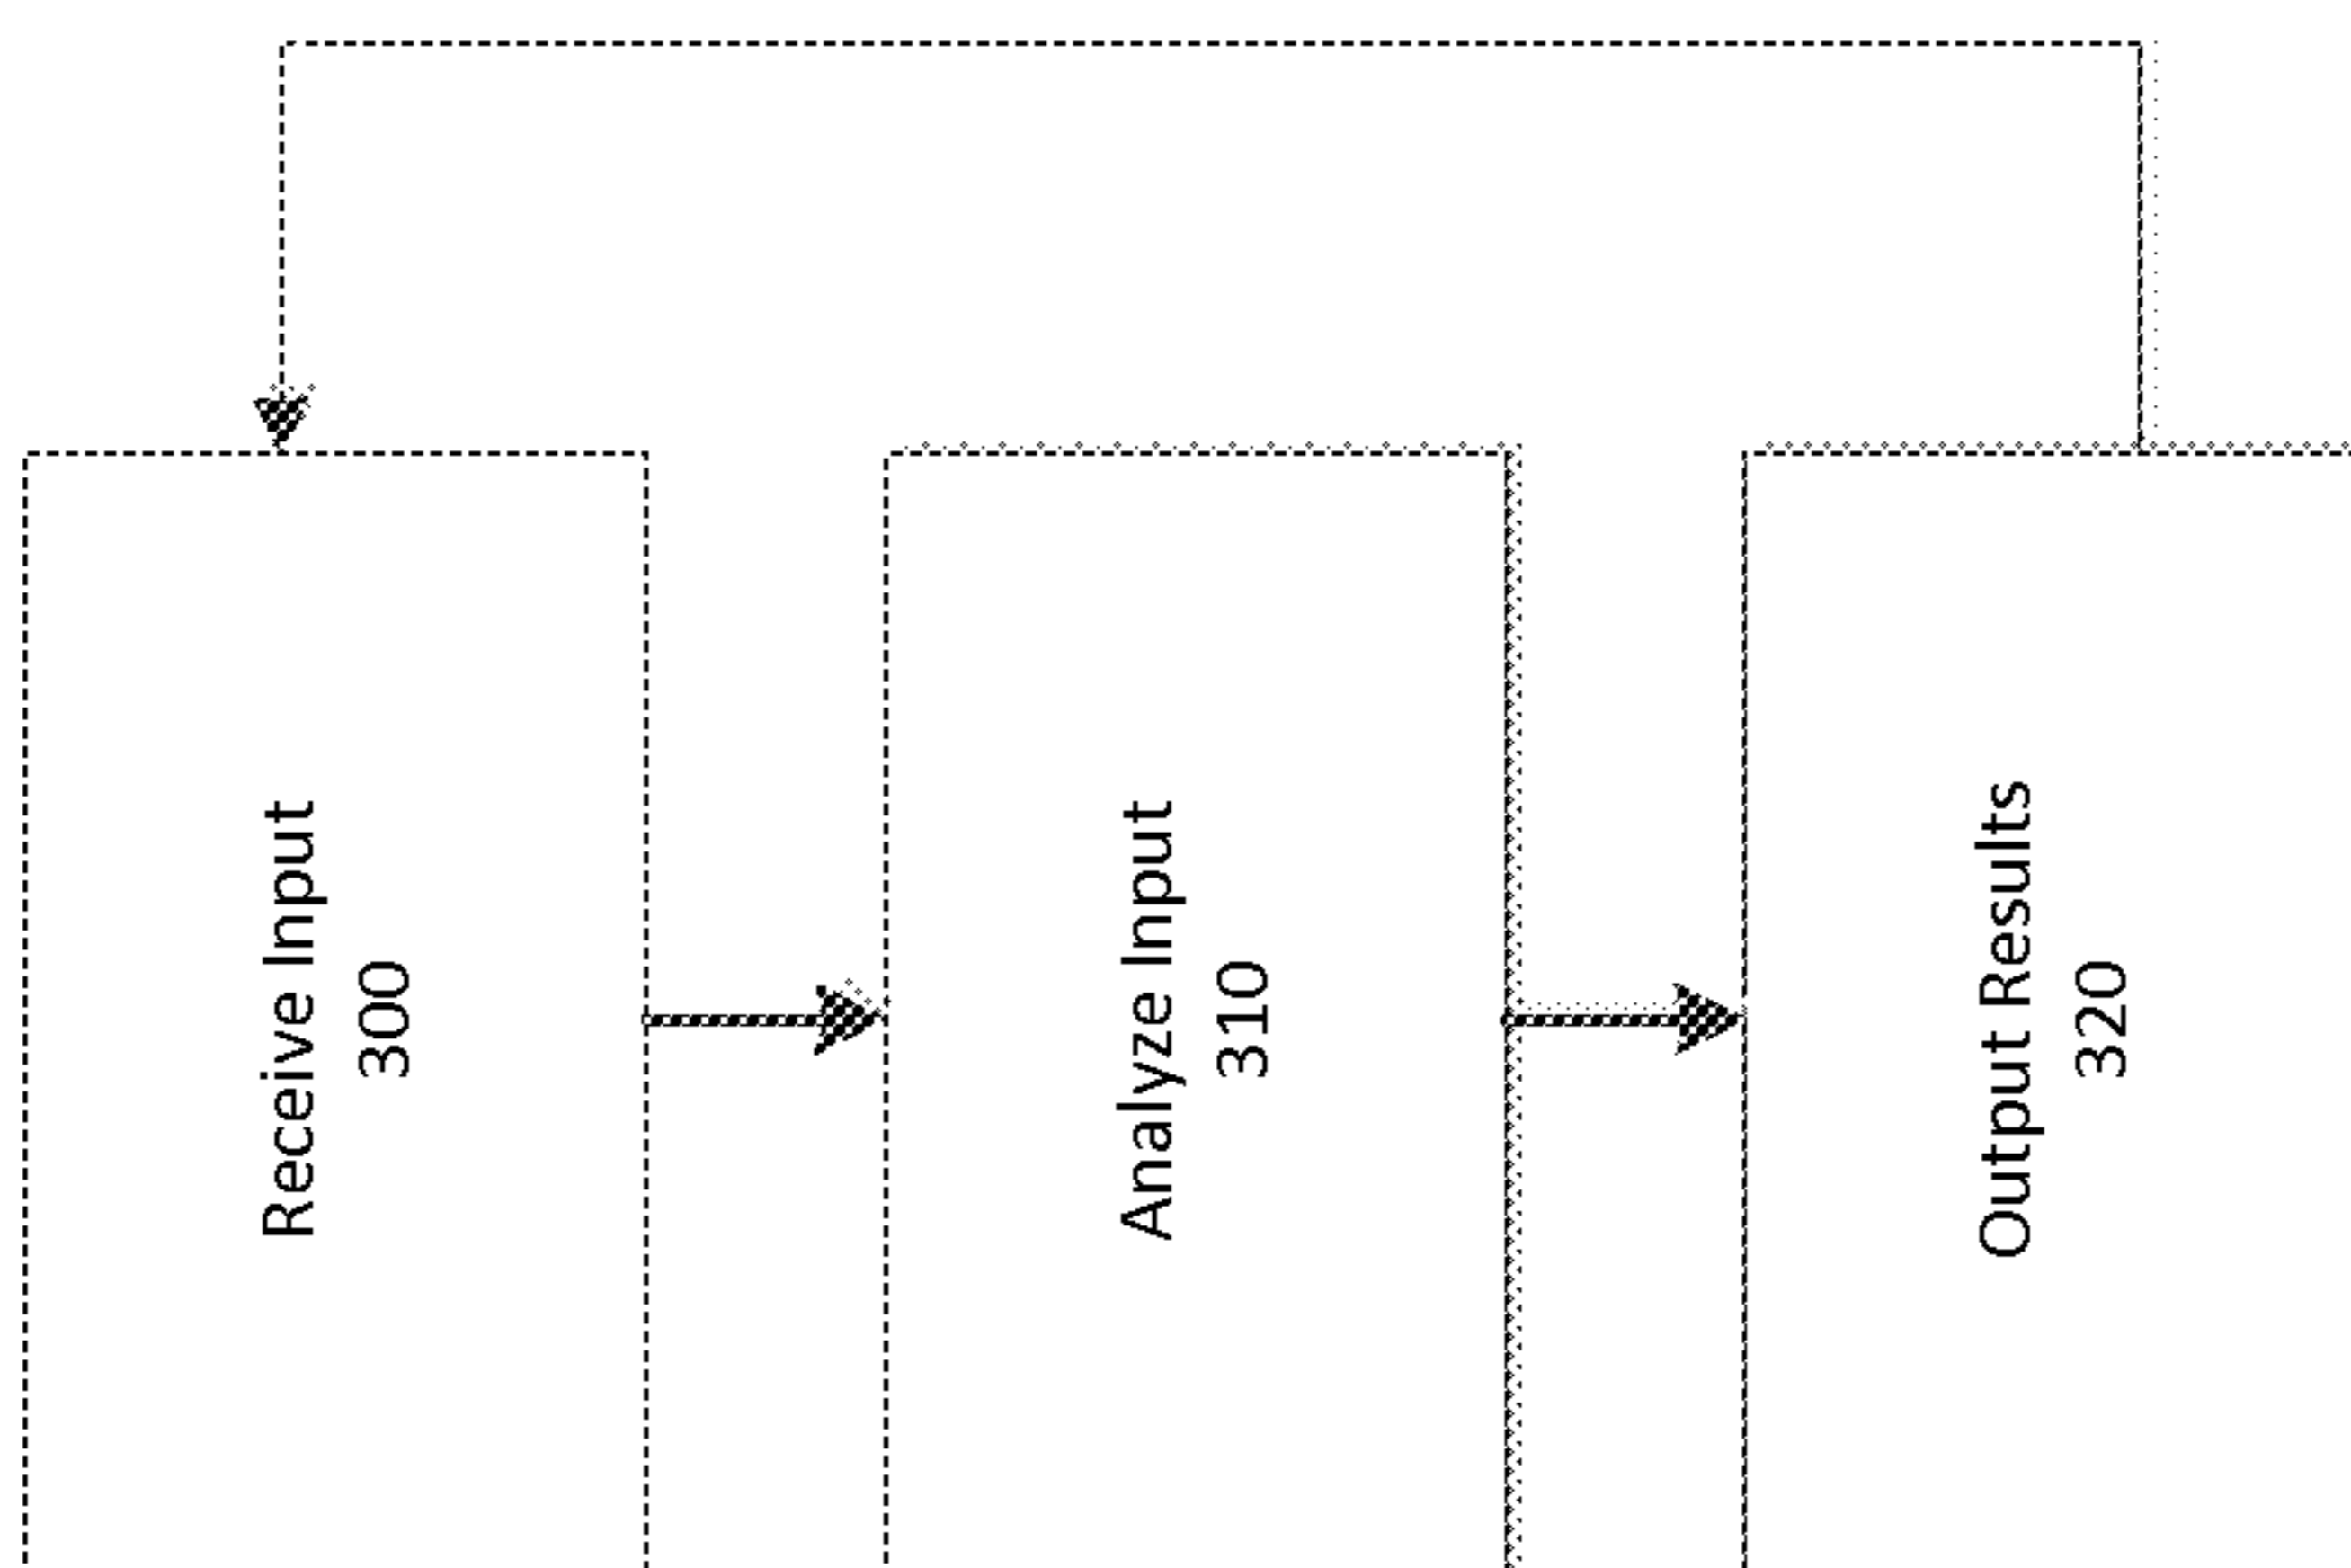 Receive Input
300
Analyze Input
310
Output Results
320